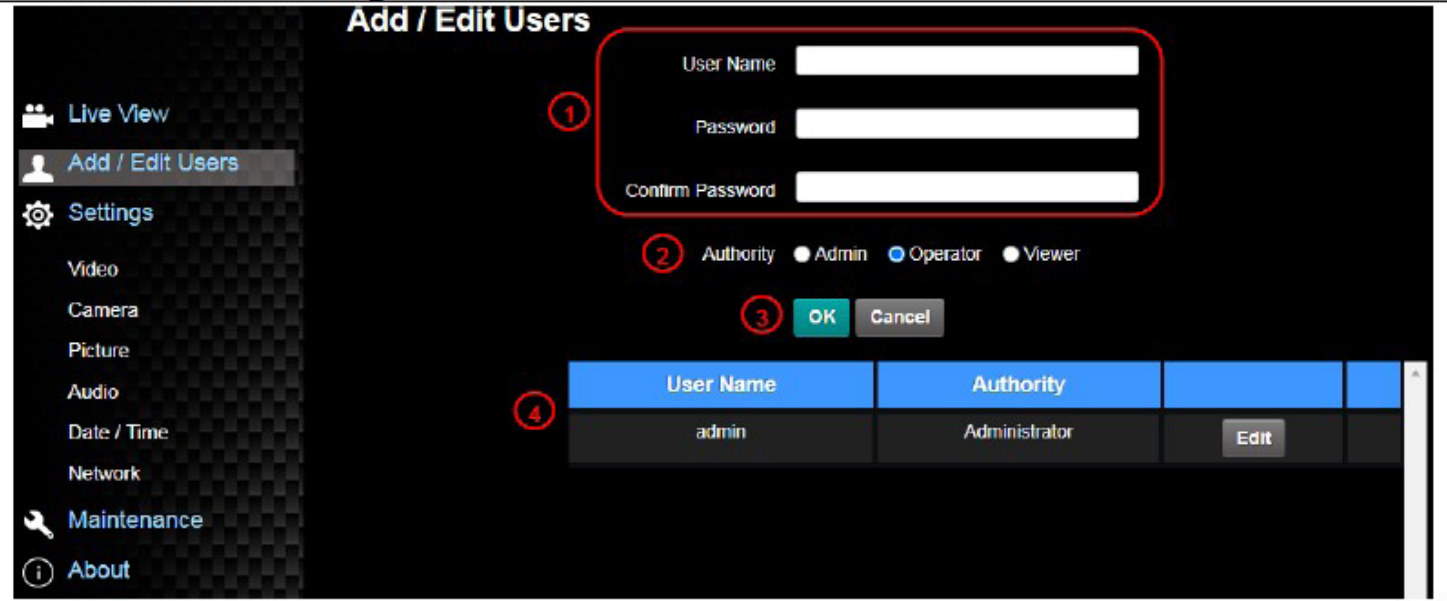 Add / Edit Users
Live View
Add / Edit Users
Settings
Video
Camera
Picture
Audio
Date / Time
Network
Maintenance
About
1
User Name
Password
Confirm Password
2 Authority Admin Operator Viewer
3 OK Cancel
4
User Name Authority
admin Administrator Edit